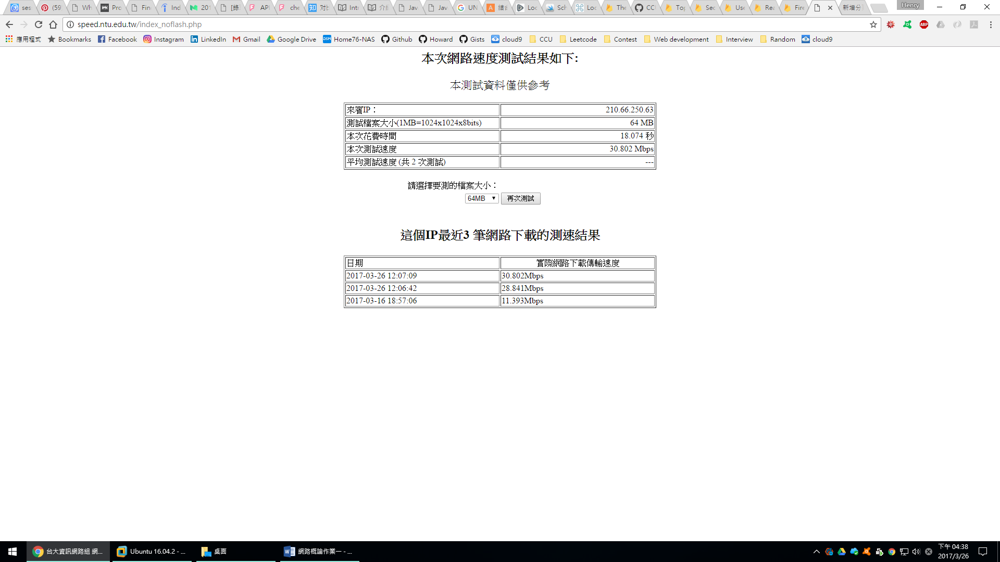 ses
(59
Wh
Pro
Fin
Ind
201
[錄
API
che
对比
Intr
介紹
Jav
Jav
UN
結合
Loc
Sch
Loc
The
CCU
Top
Sec
Use
Rea
Fire
新增分頁
Henry
speed.ntu.edu.tw/index_noflash.php
應用程式 Bookmarks Facebook Instagram LinkedIn Gmail Google Drive Home76-NAS Github Howard Gists cloud9 CCU Leetcode Contest Web development Interview Random cloud9
本次網路速度測試結果如下:
本測試資料僅供參考
來賓IP： 210.66.250.63
測試檔案大小(1MB=1024x1024x8bits) 64 MB
本次花費時間 18.074 秒
本次測試速度 30.802 Mbps
平均測試速度 (共 2 次測試) ---
請選擇要測的檔案大小：
64MB 再次測試
這個IP最近3 筆網路下載的測速結果
日期 實際網路下載傳輸速度
2017-03-26 12:07:09 30.802Mbps
2017-03-26 12:06:42 28.841Mbps
2017-03-16 18:57:06 11.393Mbps
台大資訊網路組 網...
Ubuntu 16.04.2 - ...
桌面
網路概論作業一 - ...
下午 04:38
2017/3/26